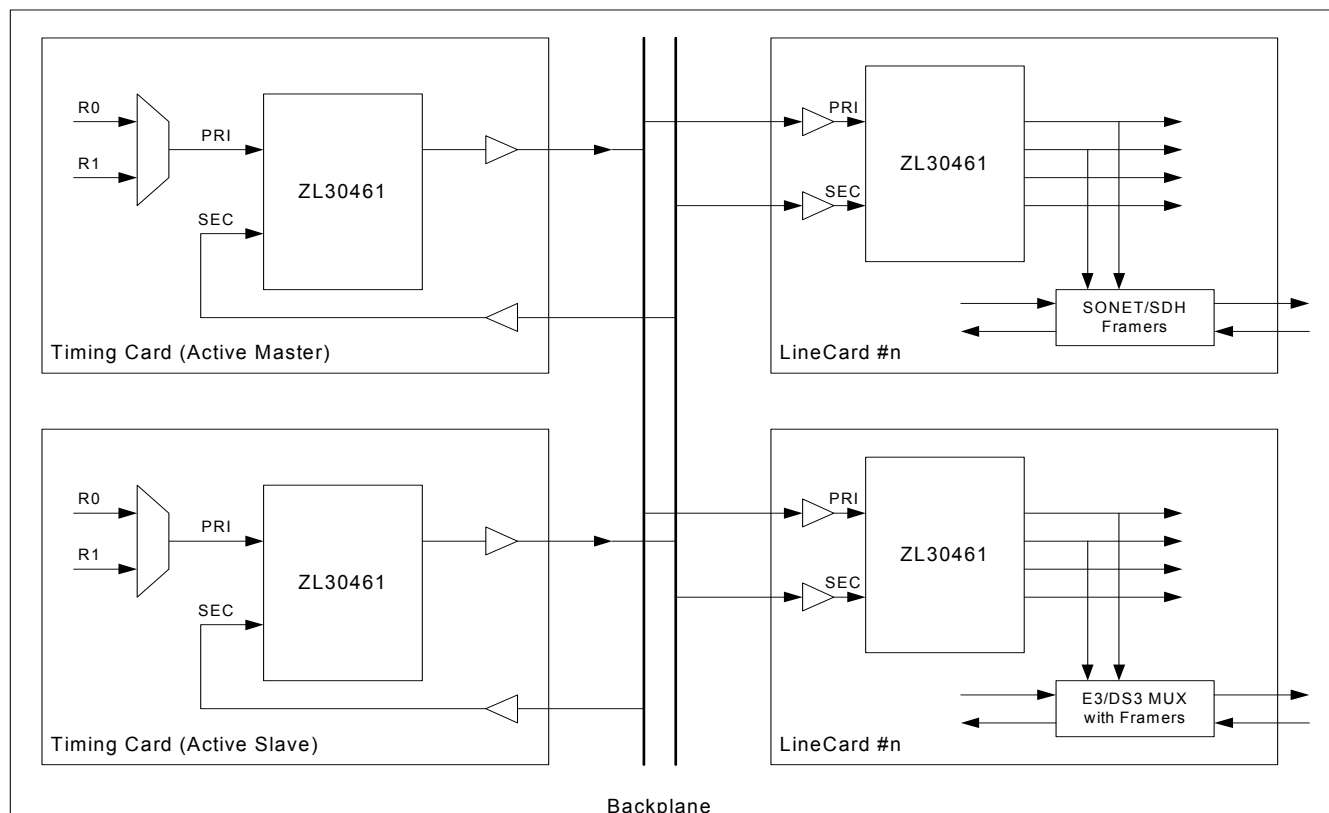 R0
PRI
R1
ZL30461
SEC
Timing Card (Active Master)
PRI
ZL30461
SEC
SONET/SDH
Framers
LineCard #n
R0
PRI
R1
ZL30461
SEC
Timing Card (Active Slave)
PRI
ZL30461
SEC
E3/DS3 MUX
with Framers
LineCard #n
Backplane